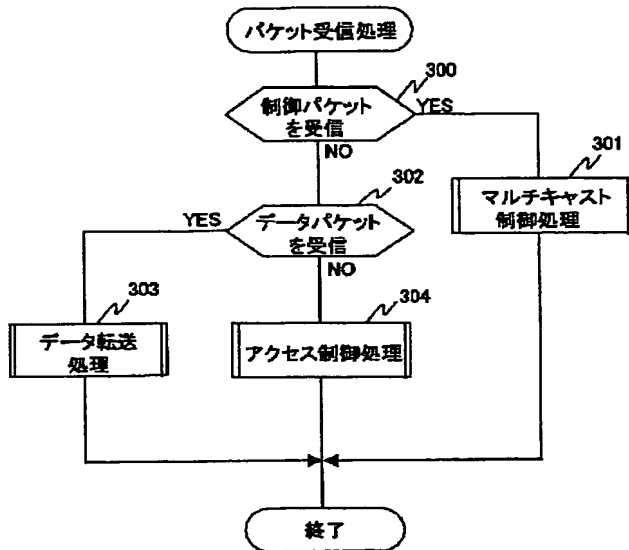 パケット受信処理
300
制御パケット
を受信
YES
NO
301
マルチキャスト
制御処理
302
YES
データパケット
を受信
NO
303
データ転送
処理
304
アクセス制御処理
終了